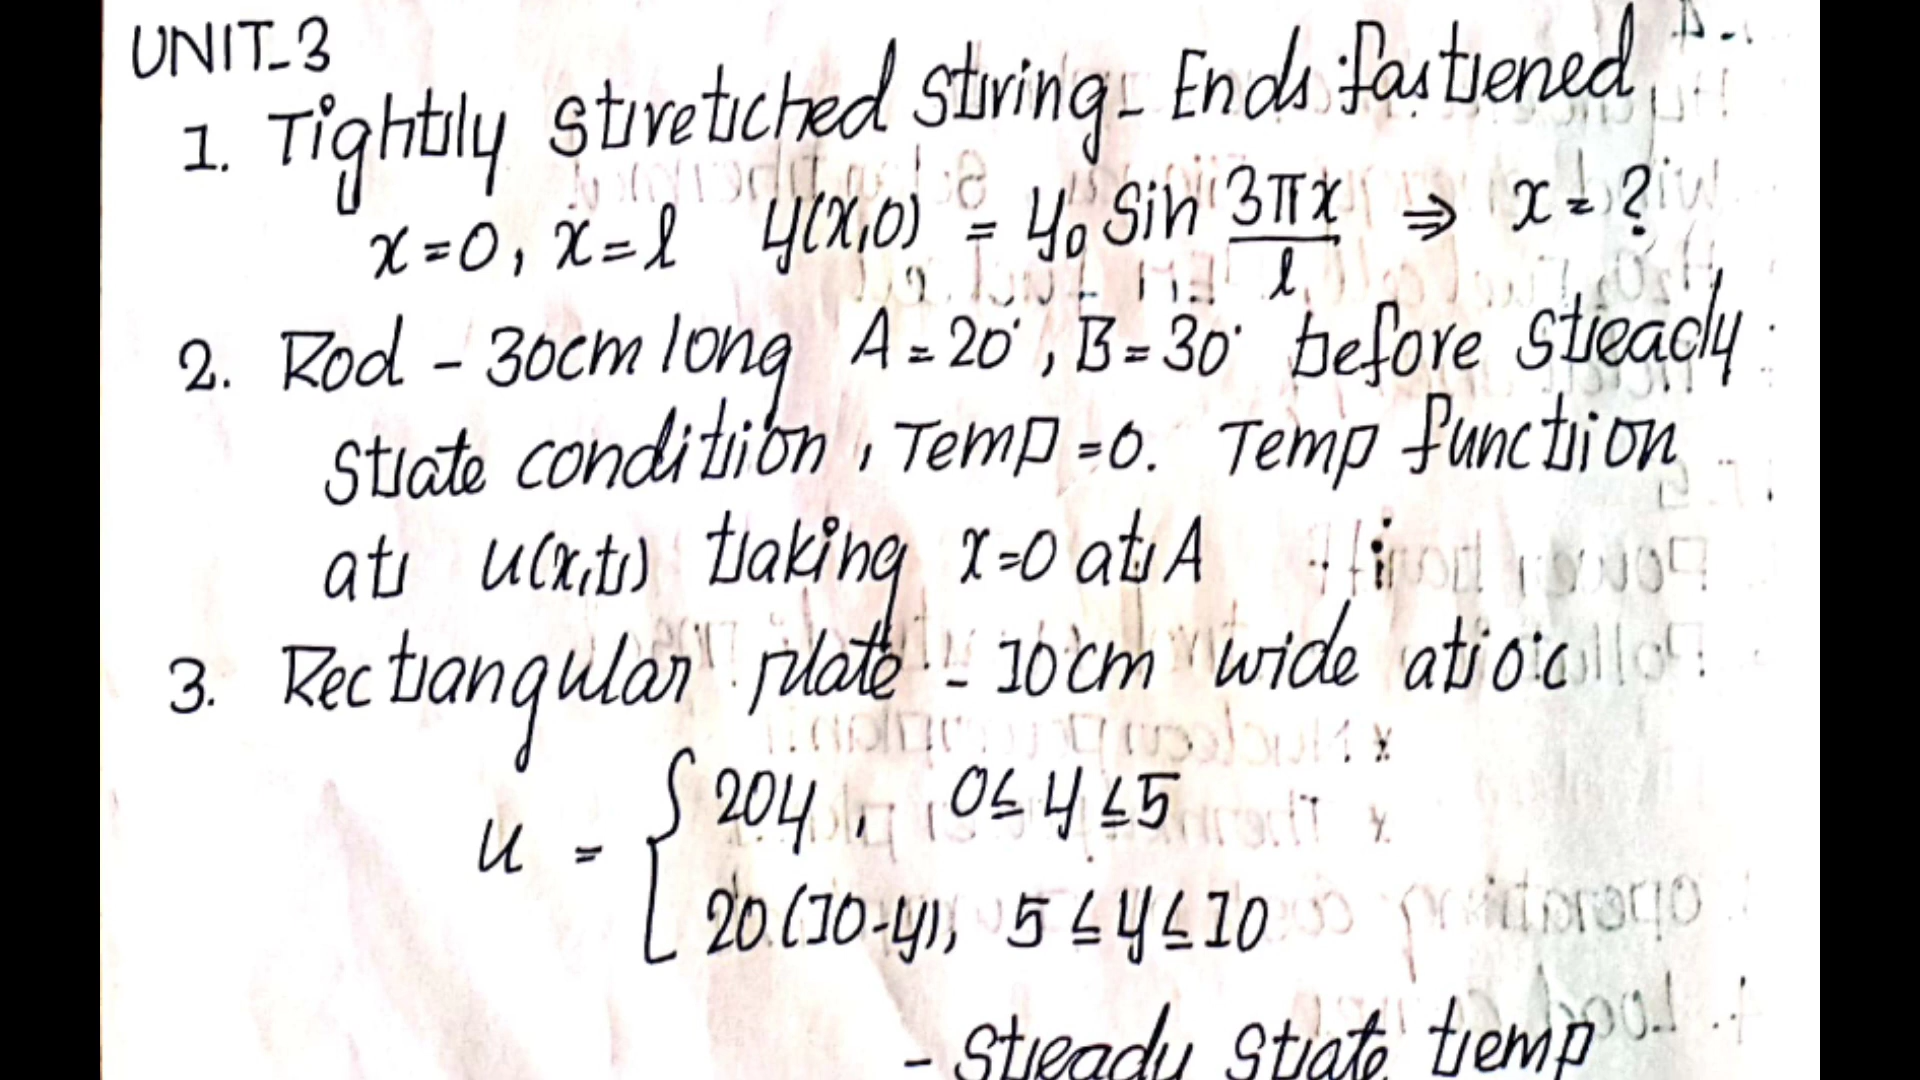 UNIT-3
1. Tightly stretched string - Ends fastened
x=0, x=l y(x,0) = y₀ Sin 3πx/l ⇒ x = ?
2. Rod - 30cm long A = 20°, B = 30° before steady
state condition, Temp =0. Temp function
at u(x,t) taking x=0 at A
3. Rectangular plate - 10cm wide at 0°c
u = { 20y, 0≤y≤5
20(10-y), 5≤y≤10
- Steady state temp